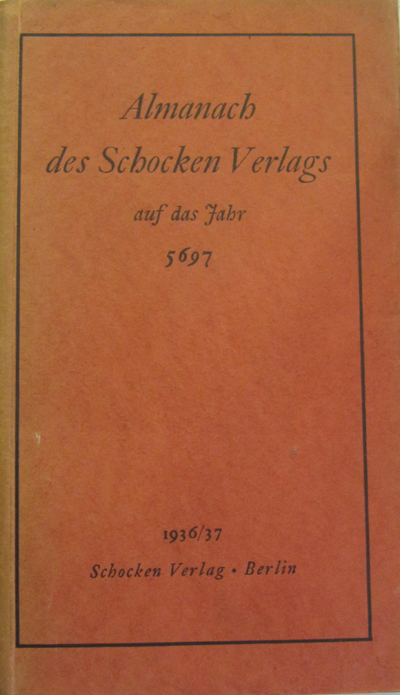 Almanach
des Schocken Verlags
auf das Jahr
5697
1936/37
Schocken Verlag • Berlin